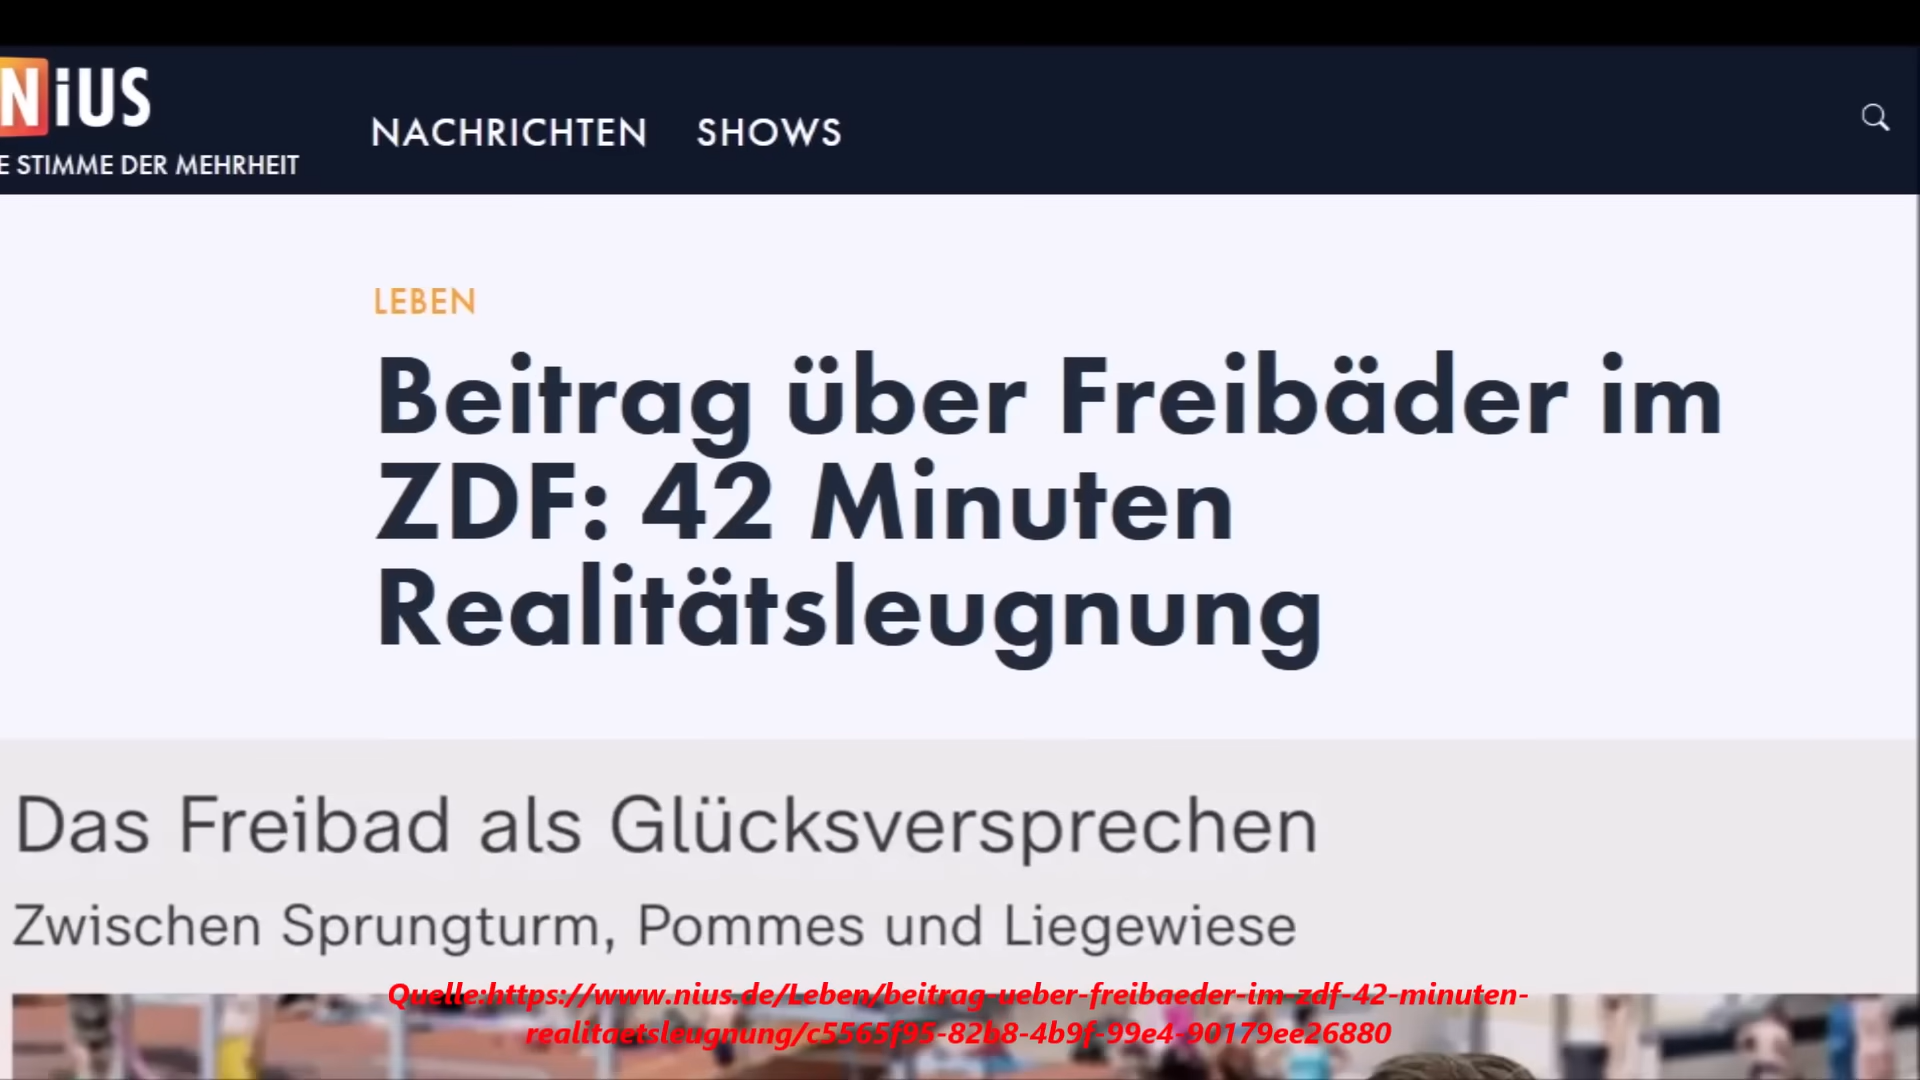 NiUS
E STIMME DER MEHRHEIT
NACHRICHTEN SHOWS
LEBEN
Beitrag über Freibäder im
ZDF: 42 Minuten
Realitätsleugnung
Das Freibad als Glücksversprechen
Zwischen Sprungturm, Pommes und Liegewiese
Quelle:https://www.nius.de/Leben/beitrag-ueber-freibaeder-im-zdf-42-minuten-
realitaetsleugnung/c5565f95-82b8-4b9f-99e4-90179ee26880